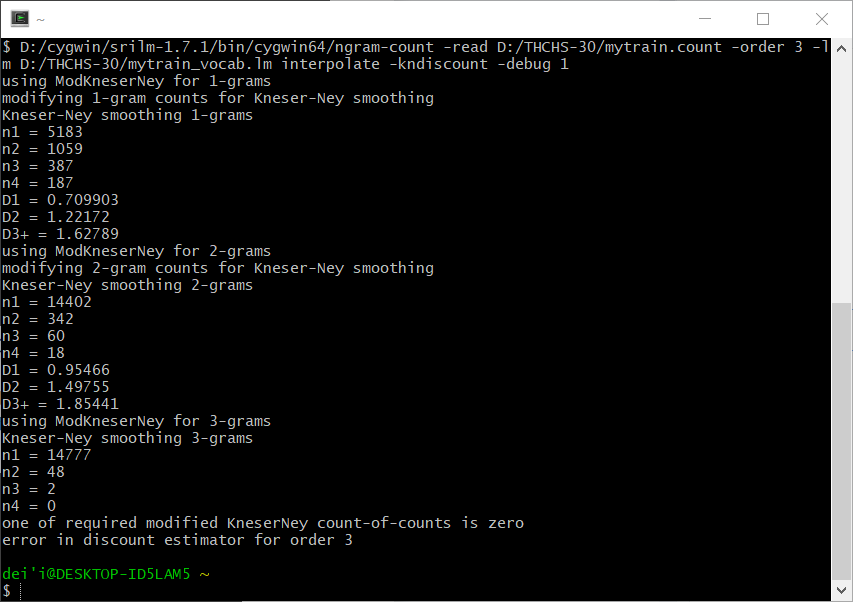 ~
$ D:/cygwin/srilm-1.7.1/bin/cygwin64/ngram-count -read D:/THCHS-30/mytrain.count -order 3 -l
m D:/THCHS-30/mytrain_vocab.lm interpolate -kndiscount -debug 1
using ModKneserNey for 1-grams
modifying 1-gram counts for Kneser-Ney smoothing
Kneser-Ney smoothing 1-grams
n1 = 5183
n2 = 1059
n3 = 387
n4 = 187
D1 = 0.709903
D2 = 1.22172
D3+ = 1.62789
using ModKneserNey for 2-grams
modifying 2-gram counts for Kneser-Ney smoothing
Kneser-Ney smoothing 2-grams
n1 = 14402
n2 = 342
n3 = 60
n4 = 18
D1 = 0.95466
D2 = 1.49755
D3+ = 1.85441
using ModKneserNey for 3-grams
Kneser-Ney smoothing 3-grams
n1 = 14777
n2 = 48
n3 = 2
n4 = 0
one of required modified KneserNey count-of-counts is zero
error in discount estimator for order 3
dei'i@DESKTOP-ID5LAM5 ~
$